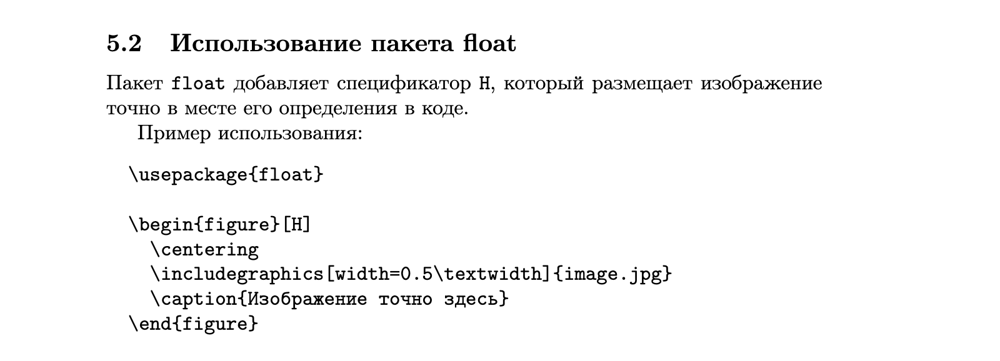 5.2 Использование пакета float
Пакет float добавляет спецификатор H, который размещает изображение
точно в месте его определения в коде.
Пример использования:
\usepackage{float}
\begin{figure}[H]
\centering
\includegraphics[width=0.5\textwidth]{image.jpg}
\caption{Изображение точно здесь}
\end{figure}